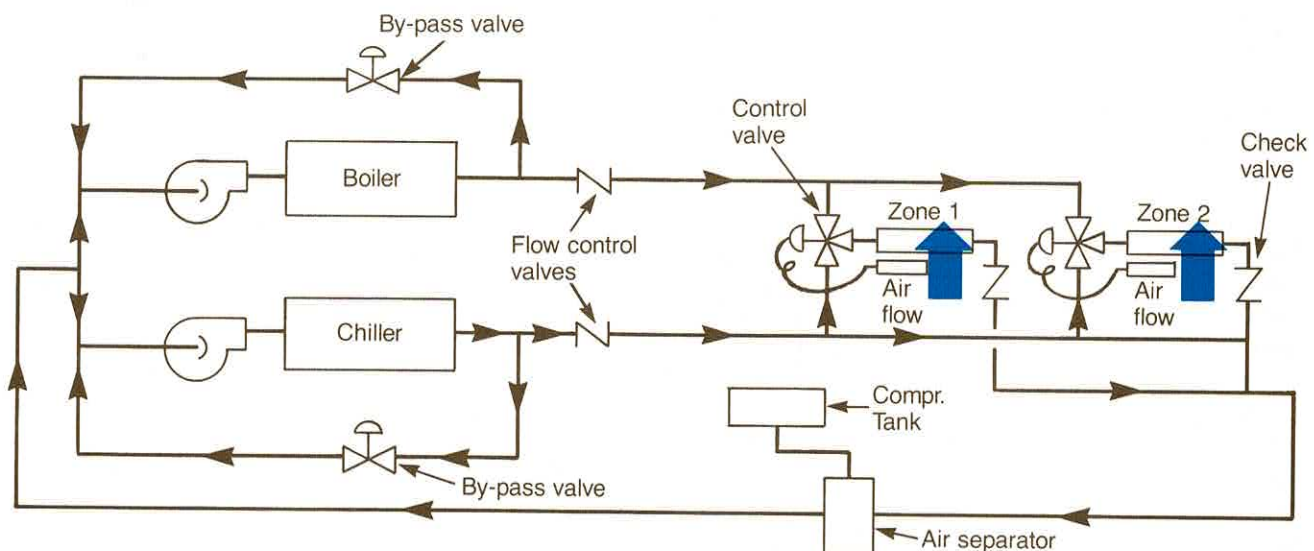 By-pass valve
Control
valve
Check
valve
Boiler
Zone 1
Zone 2
Flow control
valves
Air
flow
Air
flow
Chiller
Compr.
Tank
By-pass valve
Air separator